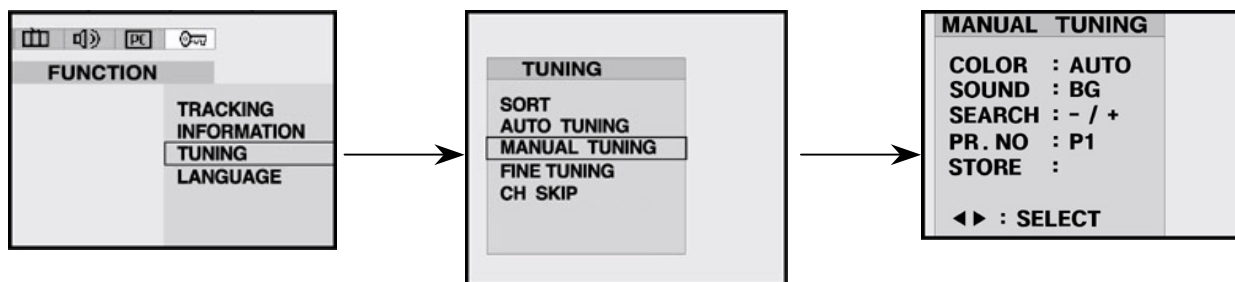 PC
FUNCTION
TRACKING
INFORMATION
TUNING
LANGUAGE
TUNING
SORT
AUTO TUNING
MANUAL TUNING
FINE TUNING
CH SKIP
MANUAL TUNING
COLOR : AUTO
SOUND : BG
SEARCH : - / +
PR. NO : P1
STORE :
◀▶ : SELECT